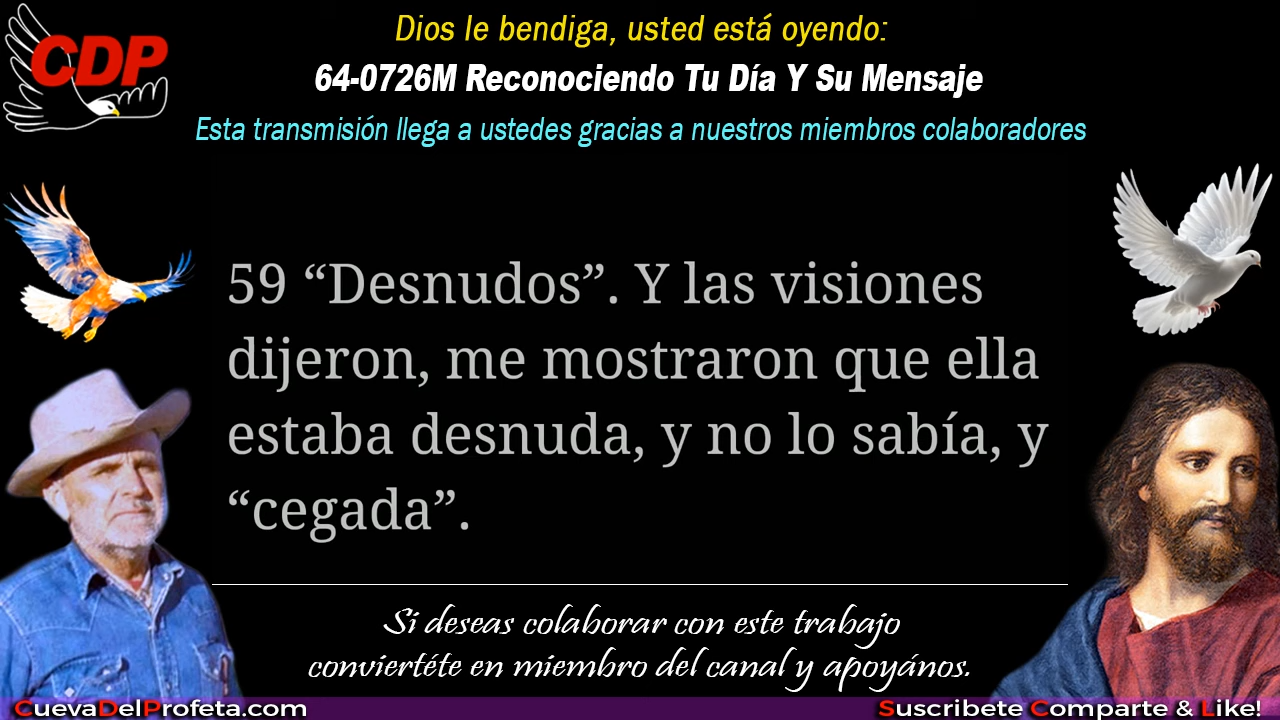 CDP
Dios le bendiga, usted está oyendo:
64-0726M Reconociendo Tu Día Y Su Mensaje
Esta transmisión llega a ustedes gracias a nuestros miembros colaboradores
59 “Desnudos”. Y las visiones
dijeron, me mostraron que ella
estaba desnuda, y no lo sabía, y
“cegada”.
Si deseas colaborar con este trabajo
conviertéte en miembro del canal y apoyános.
CuevaDelProfeta.com
Suscribete Comparte & Like!